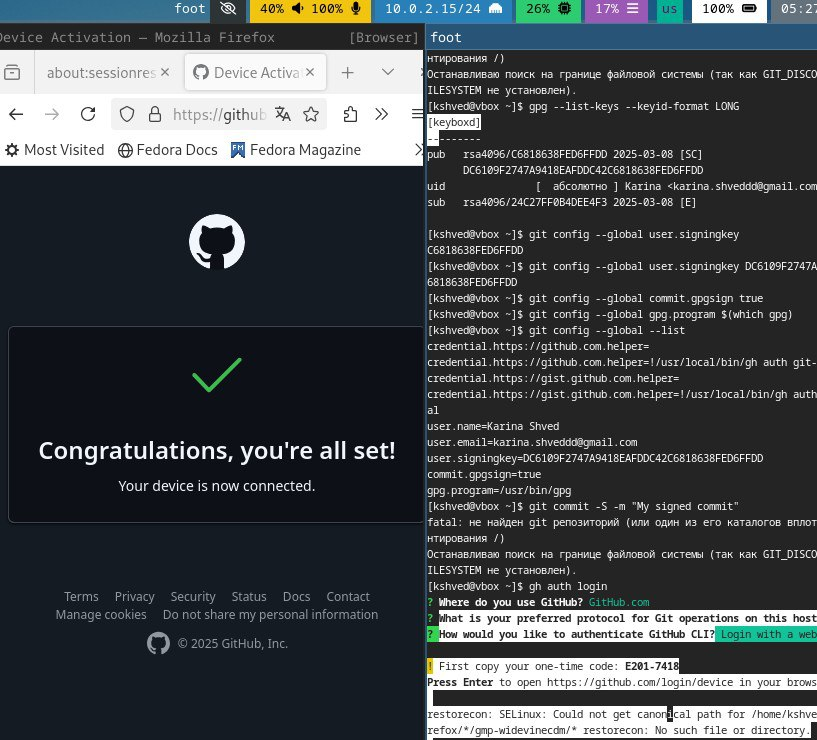 foot 40% 100% 10.0.2.15/24 26% 17% us 100% 05:27
Device Activation — Mozilla Firefox [Browser]
about:sessionres
Device Activa
https://github
Most Visited Fedora Docs Fedora Magazine
Congratulations, you're all set!
Your device is now connected.
Terms Privacy Security Status Docs Contact
Manage cookies Do not share my personal information
© 2025 GitHub, Inc.
foot
нтирования /)
Останавливаю поиск на границе файловой системы (так как GIT_DISCO
ILESYSTEM не установлен).
[kshved@vbox ~]$ gpg --list-keys --keyid-format LONG
[keyboxd]
---------
pub rsa4096/C6818638FED6FFDD 2025-03-08 [SC]
DC6109F2747A9418EAFDDC42C6818638FED6FFDD
uid [ абсолютно ] Karina <karina.shveddd@gmail.com
sub rsa4096/24C27FF0B4DEE4F3 2025-03-08 [E]
[kshved@vbox ~]$ git config --global user.signingkey
C6818638FED6FFDD
[kshved@vbox ~]$ git config --global user.signingkey DC6109F2747A
6818638FED6FFDD
[kshved@vbox ~]$ git config --global commit.gpgsign true
[kshved@vbox ~]$ git config --global gpg.program $(which gpg)
[kshved@vbox ~]$ git config --global --list
credential.https://github.com.helper=
credential.https://github.com.helper=!/usr/local/bin/gh auth git-
credential.https://gist.github.com.helper=
credential.https://gist.github.com.helper=!/usr/local/bin/gh auth
al
user.name=Karina Shved
user.email=karina.shveddd@gmail.com
user.signingkey=DC6109F2747A9418EAFDDC42C6818638FED6FFDD
commit.gpgsign=true
gpg.program=/usr/bin/gpg
[kshved@vbox ~]$ git commit -S -m "My signed commit"
fatal: не найден git репозиторий (или один из его каталогов вплот
нтирования /)
Останавливаю поиск на границе файловой системы (так как GIT_DISCO
ILESYSTEM не установлен).
[kshved@vbox ~]$ gh auth login
? Where do you use GitHub? GitHub.com
? What is your preferred protocol for Git operations on this host
? How would you like to authenticate GitHub CLI? Login with a web
! First copy your one-time code: E201-7418
Press Enter to open https://github.com/login/device in your brows
restorecon: SELinux: Could not get canonical path for /home/kshve
refox/*/gmp-widevinecdm/* restorecon: No such file or directory.